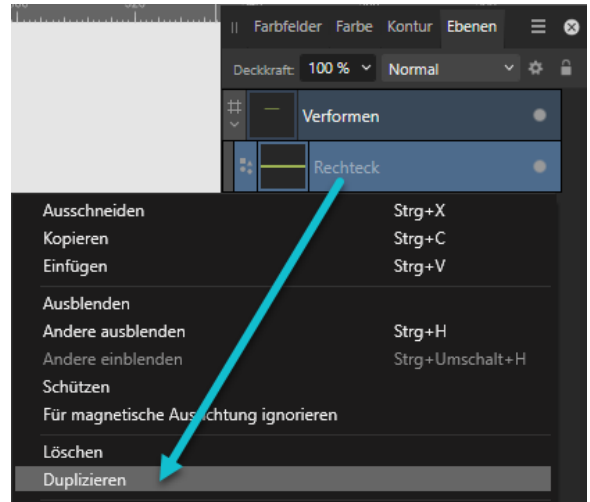 Farbfelder Farbe Kontur Ebenen
Deckkraft: 100 % Normal
Verformen
Rechteck
Ausschneiden Strg+X
Kopieren Strg+C
Einfügen Strg+V
Ausblenden
Andere ausblenden Strg+H
Andere einblenden Strg+Umschalt+H
Schützen
Für magnetische Ausrichtung ignorieren
Löschen
Duplizieren